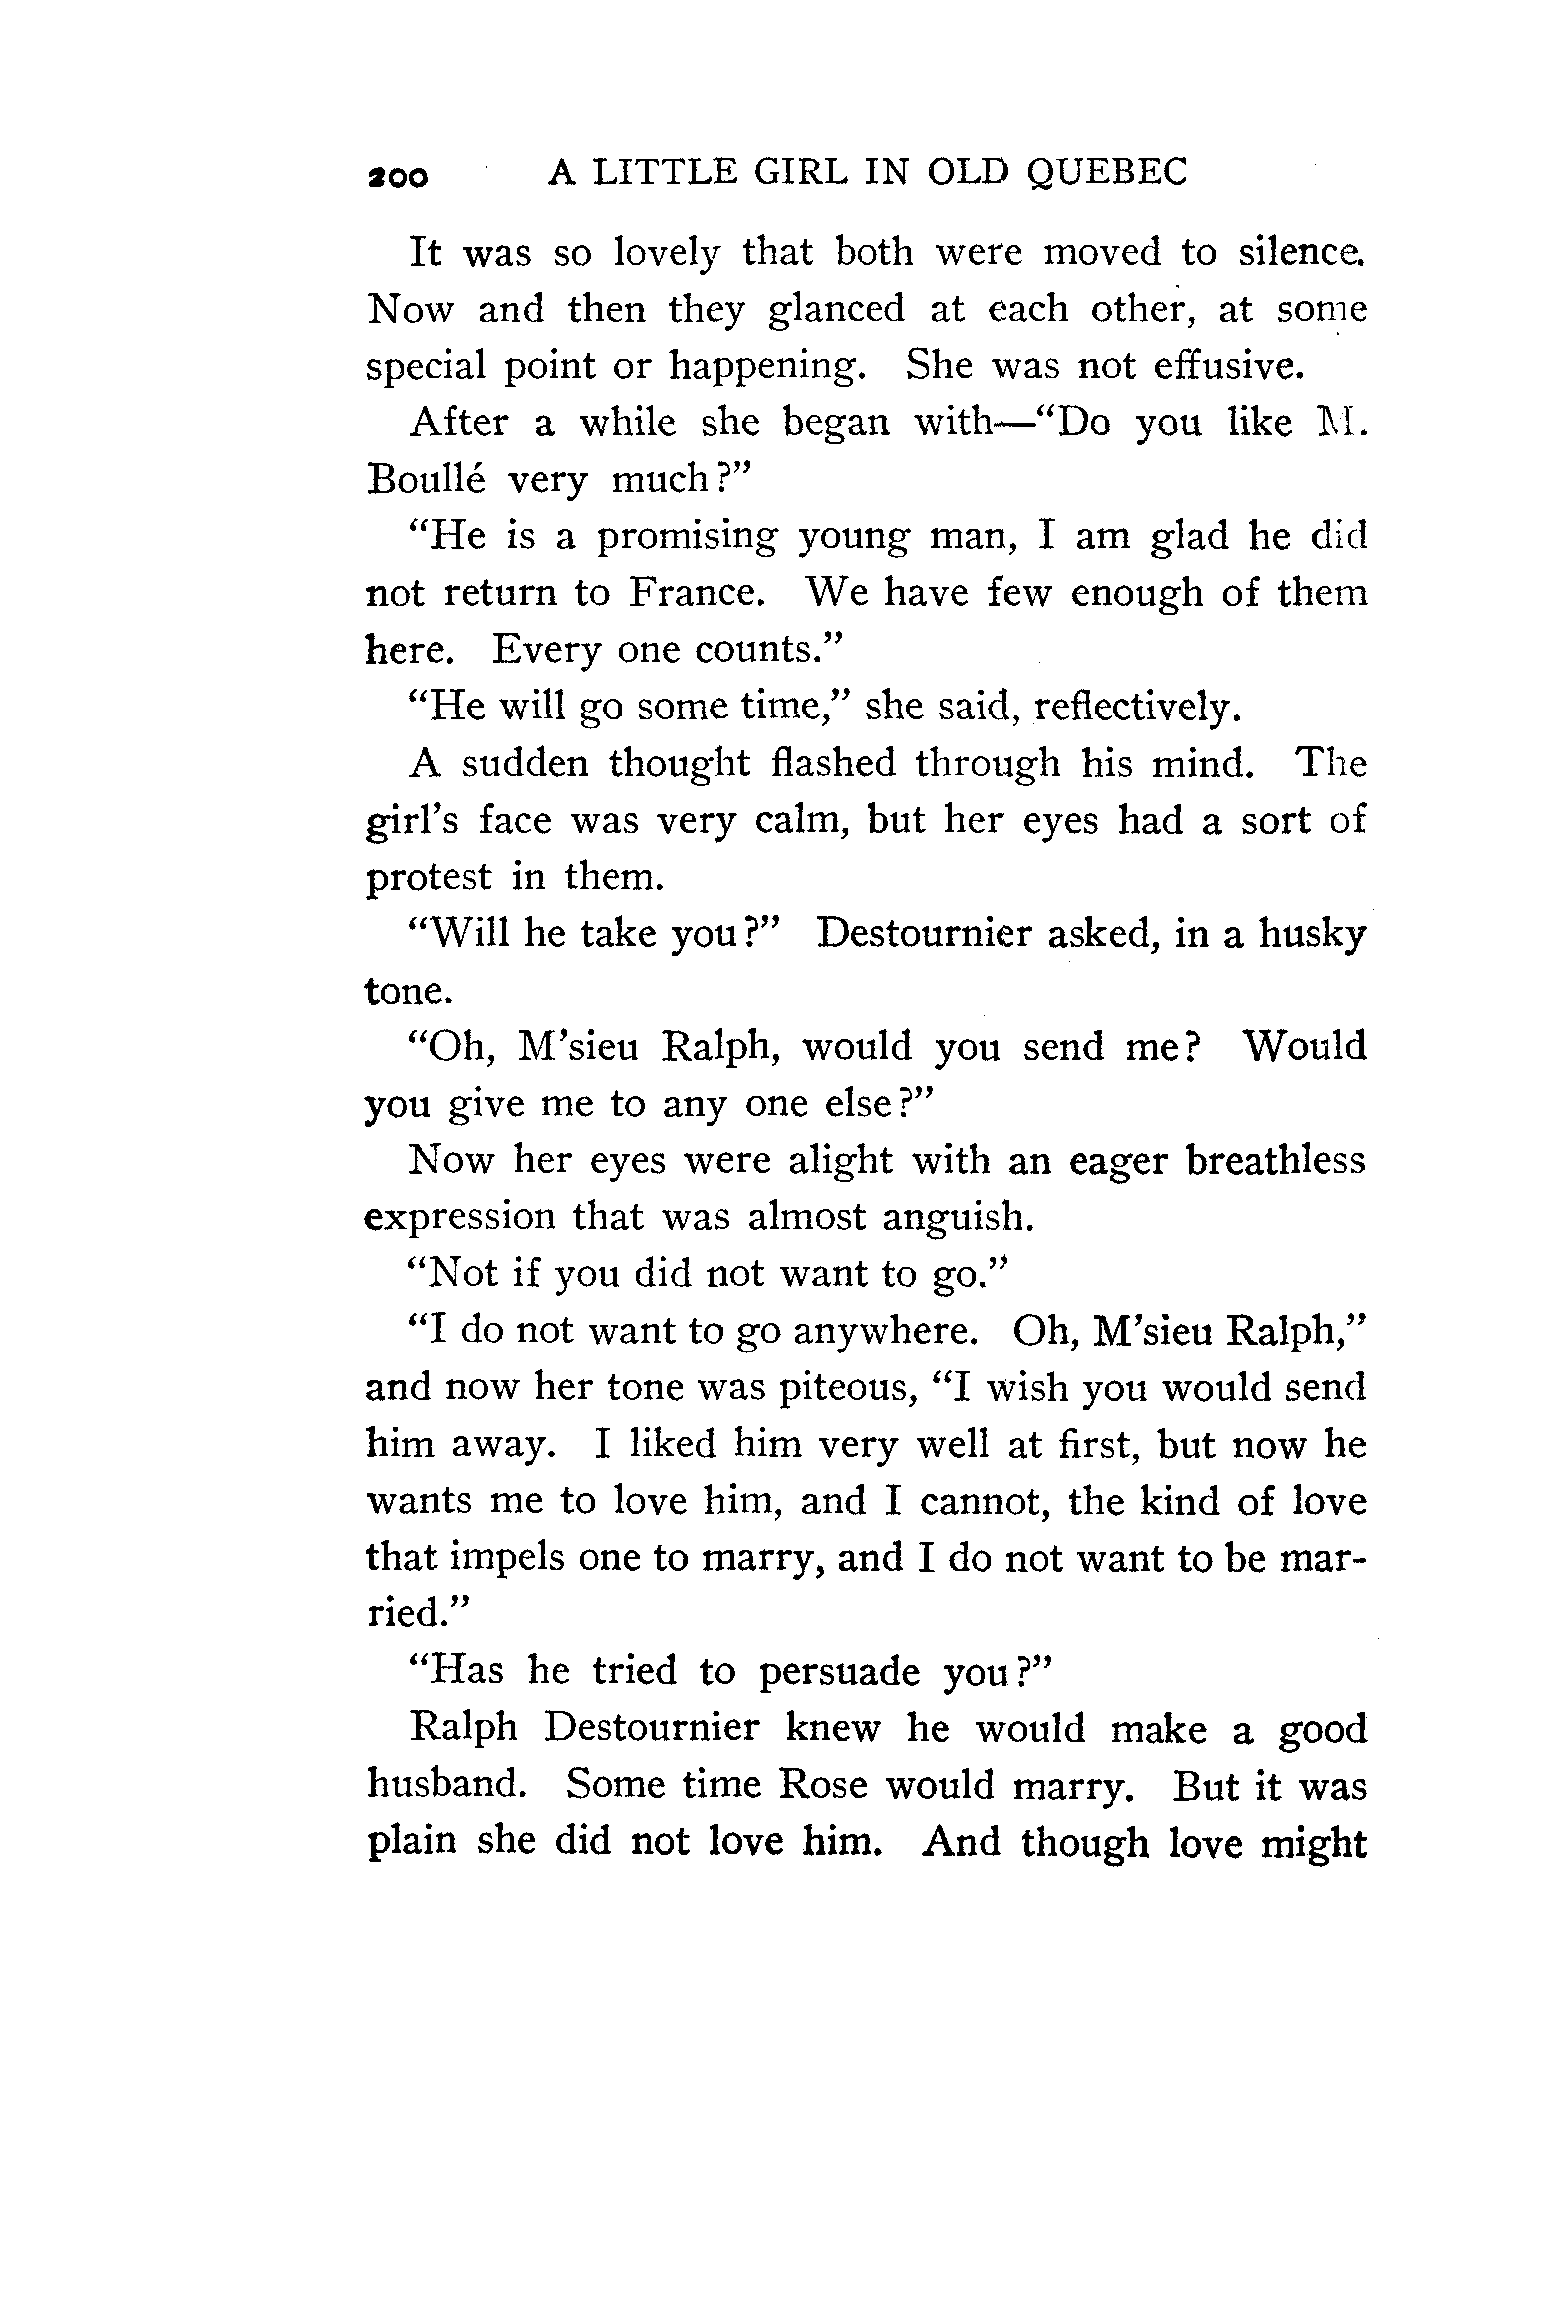 200 A LITTLE GIRL IN OLD QUEBEC
It was so lovely that both were moved to silence.
Now and then they glanced at each other, at some
special point or happening. She was not effusive.
After a while she began with—“Do you like M.
Boullé very much?”
“He is a promising young man, I am glad he did
not return to France. We have few enough of them
here. Every one counts.”
“He will go some time,” she said, reflectively.
A sudden thought flashed through his mind. The
girl’s face was very calm, but her eyes had a sort of
protest in them.
“Will he take you?” Destournier asked, in a husky
tone.
“Oh, M’sieu Ralph, would you send me? Would
you give me to any one else?”
Now her eyes were alight with an eager breathless
expression that was almost anguish.
“Not if you did not want to go.”
“I do not want to go anywhere. Oh, M’sieu Ralph,”
and now her tone was piteous, “I wish you would send
him away. I liked him very well at first, but now he
wants me to love him, and I cannot, the kind of love
that impels one to marry, and I do not want to be mar-
ried.”
“Has he tried to persuade you?”
Ralph Destournier knew he would make a good
husband. Some time Rose would marry. But it was
plain she did not love him. And though love might